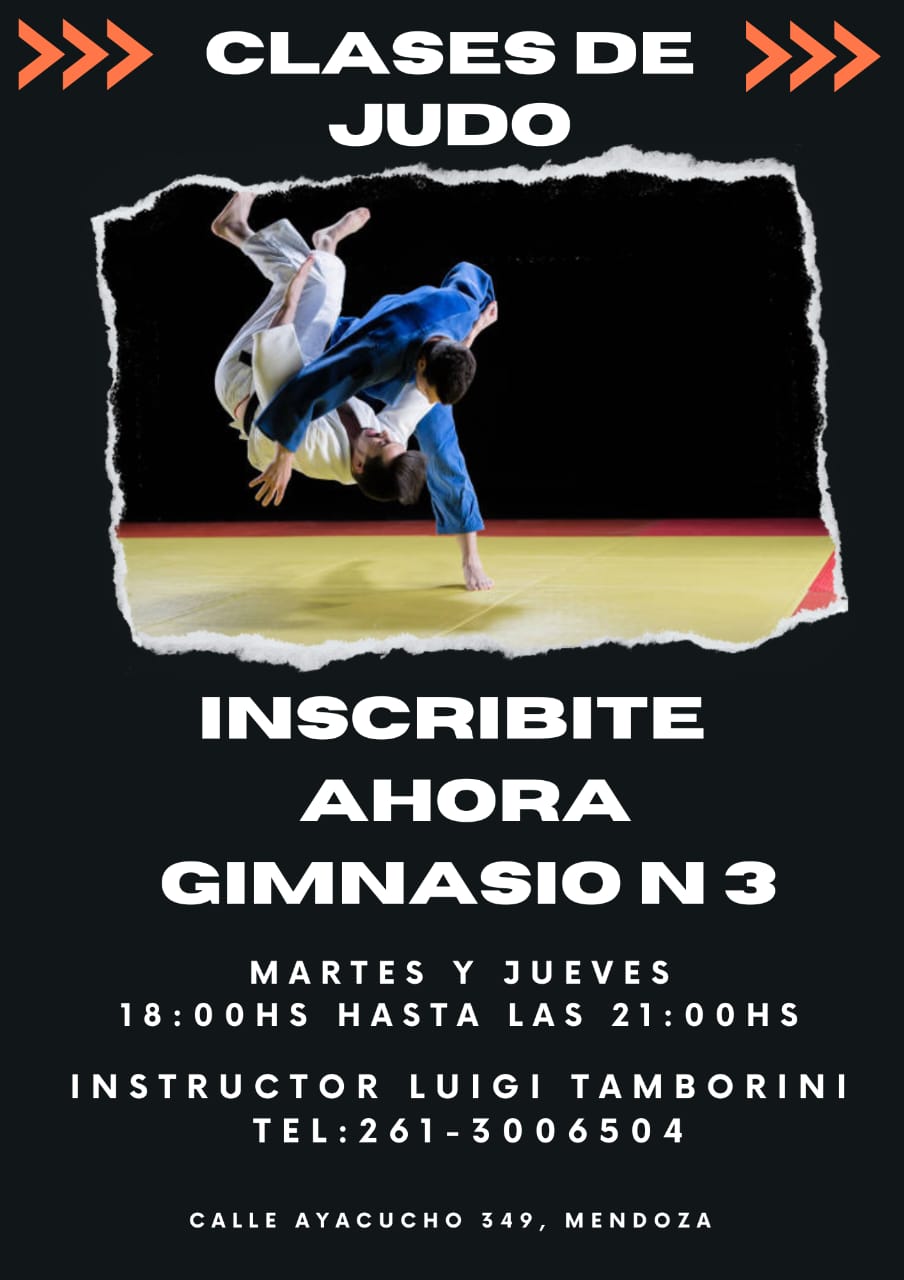 CLASES DE
JUDO
INSCRIBITE
AHORA
GIMNASIO N 3
MARTES Y JUEVES
18:00HS HASTA LAS 21:00HS
INSTRUCTOR LUIGI TAMBORINI
TEL:261-3006504
CALLE AYACUCHO 349, MENDOZA